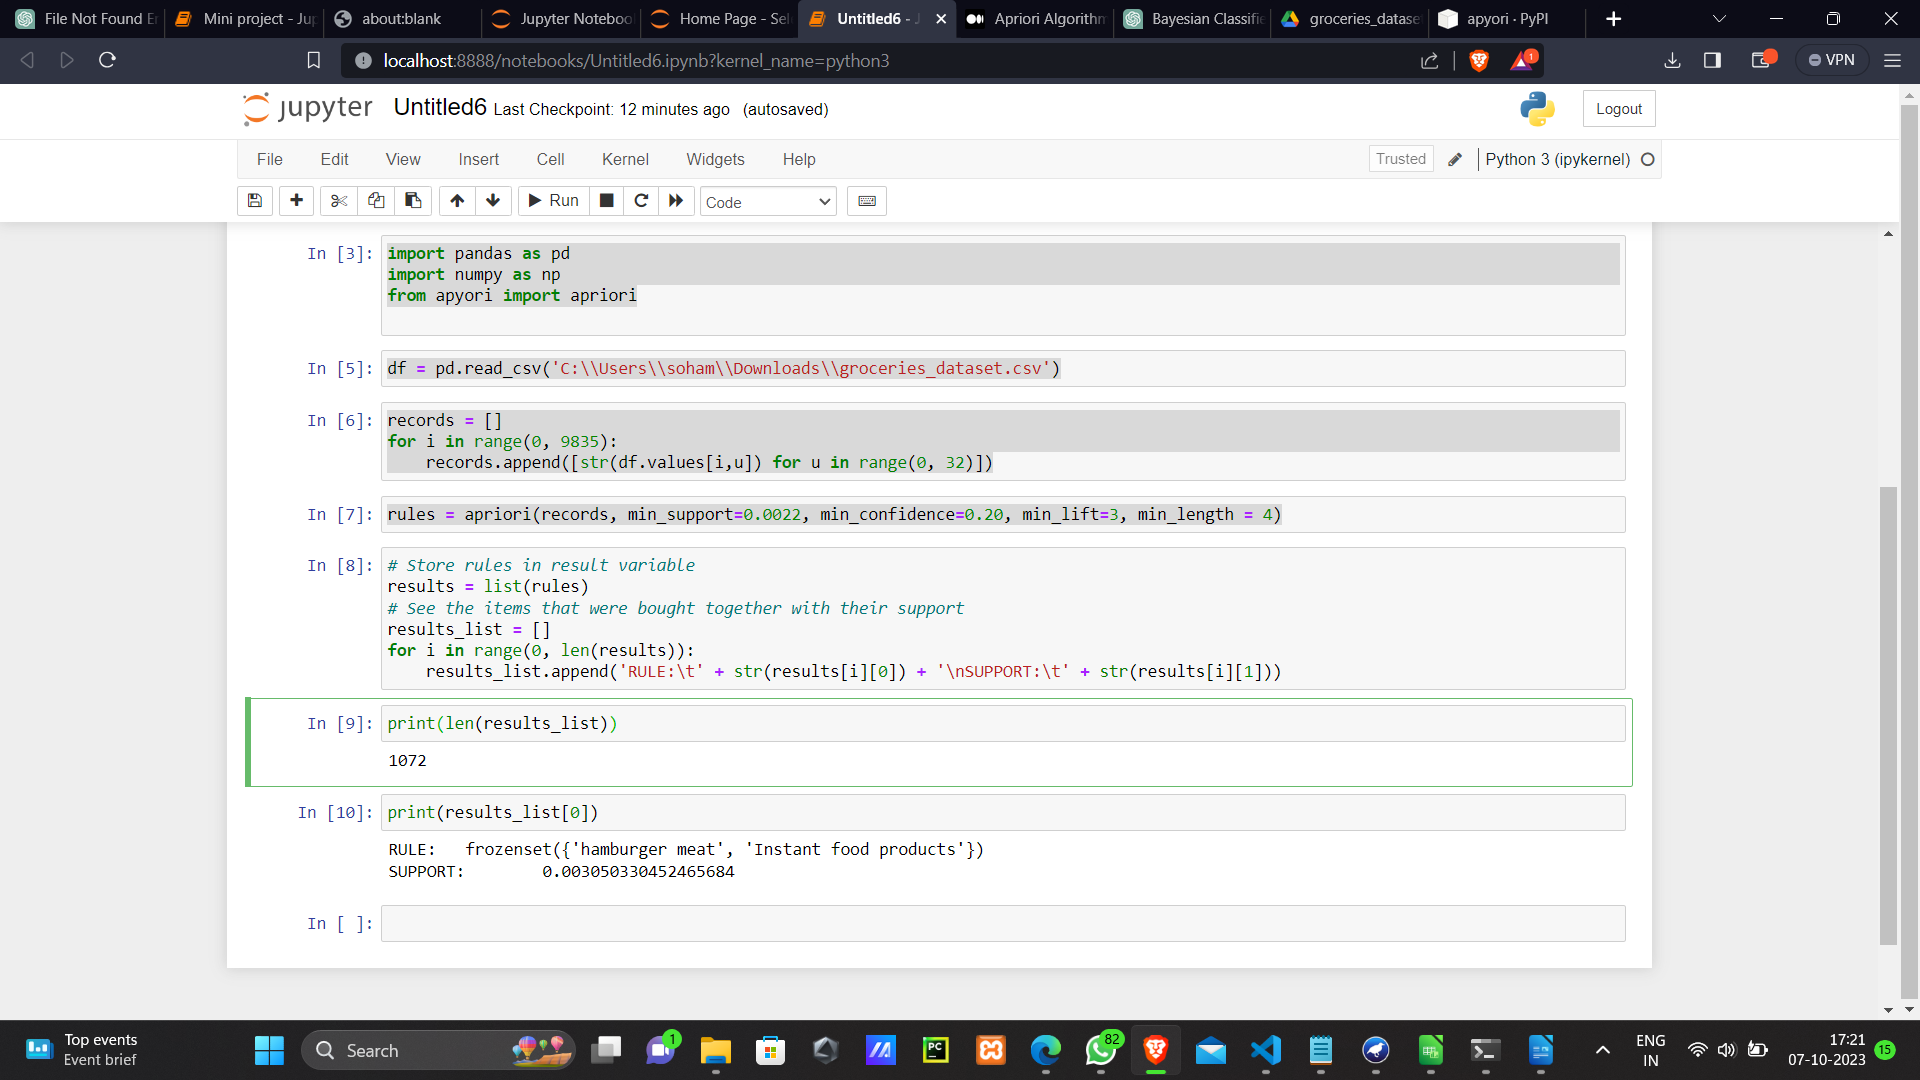 File Not Found Er
Mini project - Jup
about:blank
Jupyter Notebook
Home Page - Sel
Untitled6 - J
Apriori Algorithm
Bayesian Classifie
groceries_datase
apyori · PyPI
localhost:8888/notebooks/Untitled6.ipynb?kernel_name=python3
1
VPN
jupyter Untitled6 Last Checkpoint: 12 minutes ago (autosaved)
Logout
File Edit View Insert Cell Kernel Widgets Help
Trusted
Python 3 (ipykernel)
Run
Code
In [3]: import pandas as pd
import numpy as np
from apyori import apriori
In [5]: df = pd.read_csv('C:\\Users\\soham\\Downloads\\groceries_dataset.csv')
In [6]: records = []
for i in range(0, 9835):
    records.append([str(df.values[i,u]) for u in range(0, 32)])
In [7]: rules = apriori(records, min_support=0.0022, min_confidence=0.20, min_lift=3, min_length = 4)
In [8]: # Store rules in result variable
results = list(rules)
# See the items that were bought together with their support
results_list = []
for i in range(0, len(results)):
    results_list.append('RULE:\t' + str(results[i][0]) + '\nSUPPORT:\t' + str(results[i][1]))
In [9]: print(len(results_list))
1072
In [10]: print(results_list[0])
RULE:   frozenset({'hamburger meat', 'Instant food products'})
SUPPORT:        0.003050330452465684
In [ ]:
Top events
Event brief
Search
1
PC
82
ENG
IN
17:21
07-10-2023
15